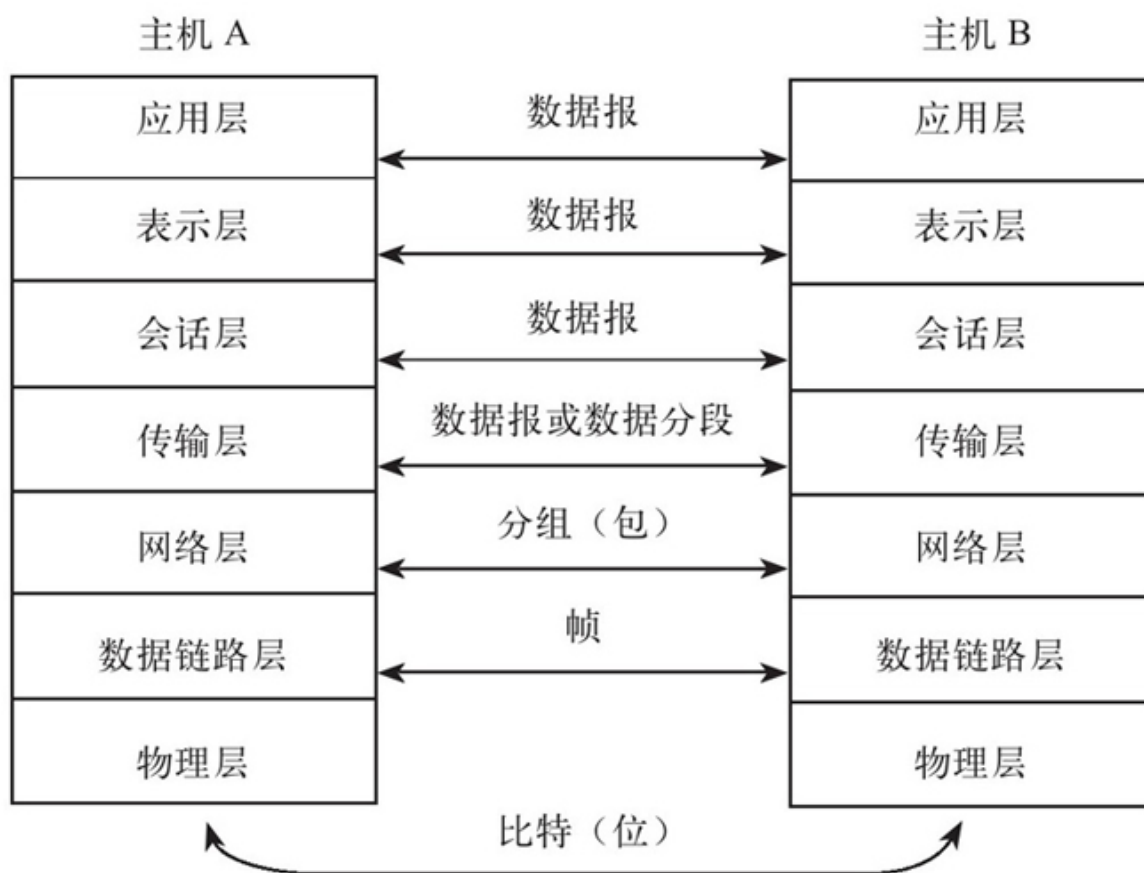 主机 A 主机 B
应用层 数据报 应用层
表示层 数据报 表示层
会话层 数据报 会话层
传输层 数据报或数据分段 传输层
网络层 分组（包） 网络层
数据链路层 帧 数据链路层
物理层 物理层
比特（位）